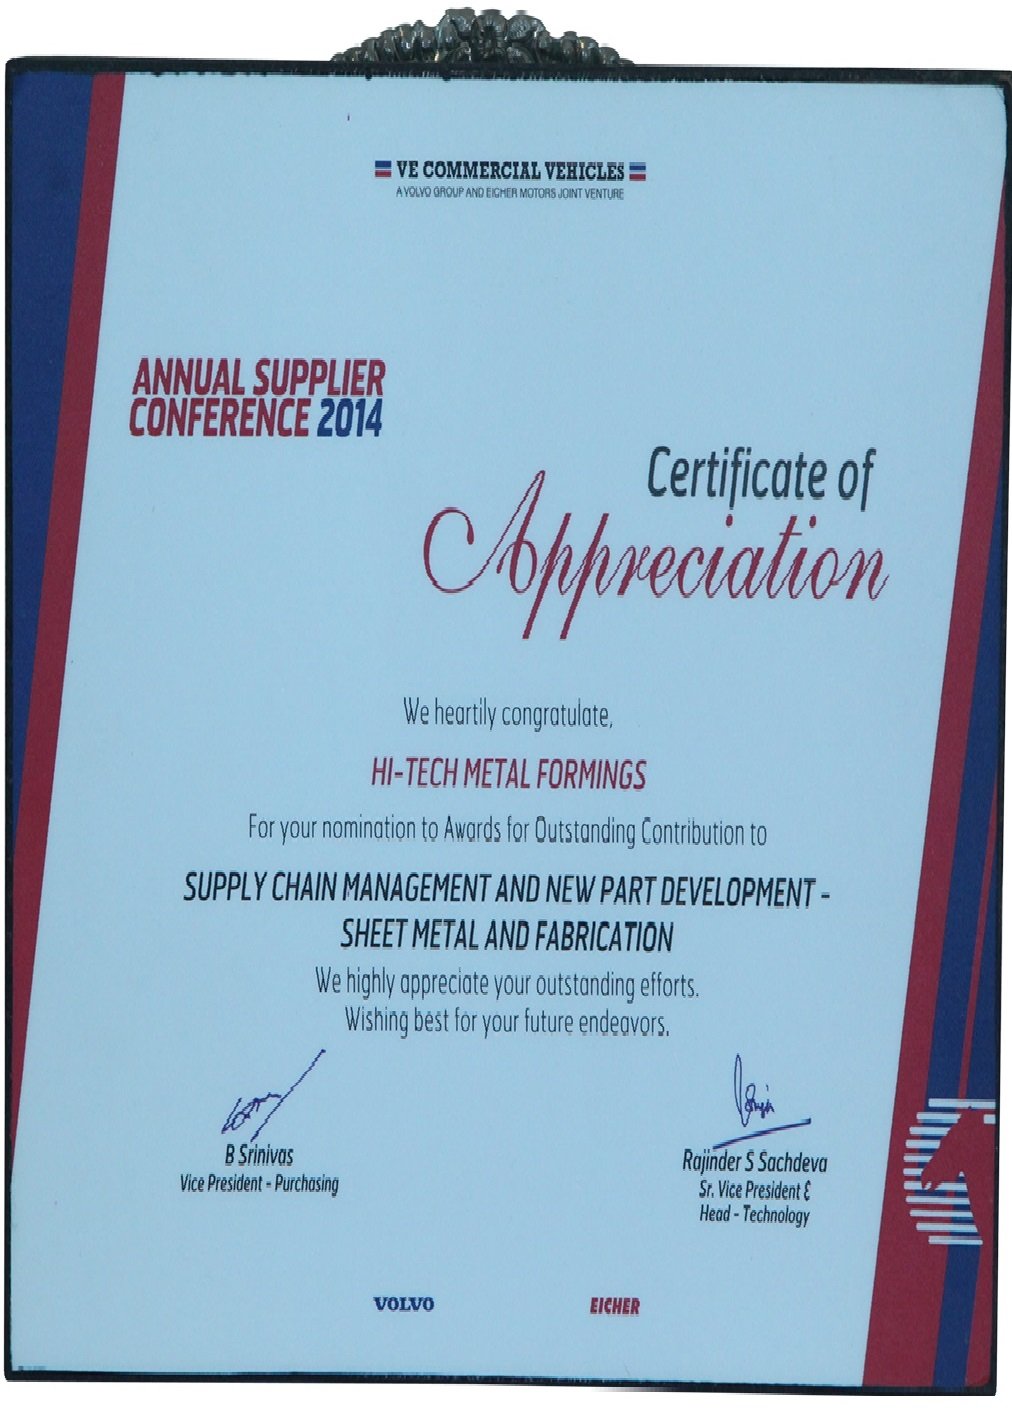 VE COMMERCIAL VEHICLES
A VOLVO GROUP AND EICHER MOTORS JOINT VENTURE
ANNUAL SUPPLIER
CONFERENCE 2014
Certificate of
Appreciation
We heartily congratulate,
HI-TECH METAL FORMINGS
For your nomination to Awards for Outstanding Contribution to
SUPPLY CHAIN MANAGEMENT AND NEW PART DEVELOPMENT -
SHEET METAL AND FABRICATION
We highly appreciate your outstanding efforts.
Wishing best for your future endeavors.
B Srinivas
Vice President - Purchasing
Rajinder S Sachdeva
Sr. Vice President &
Head - Technology
VOLVO
EICHER